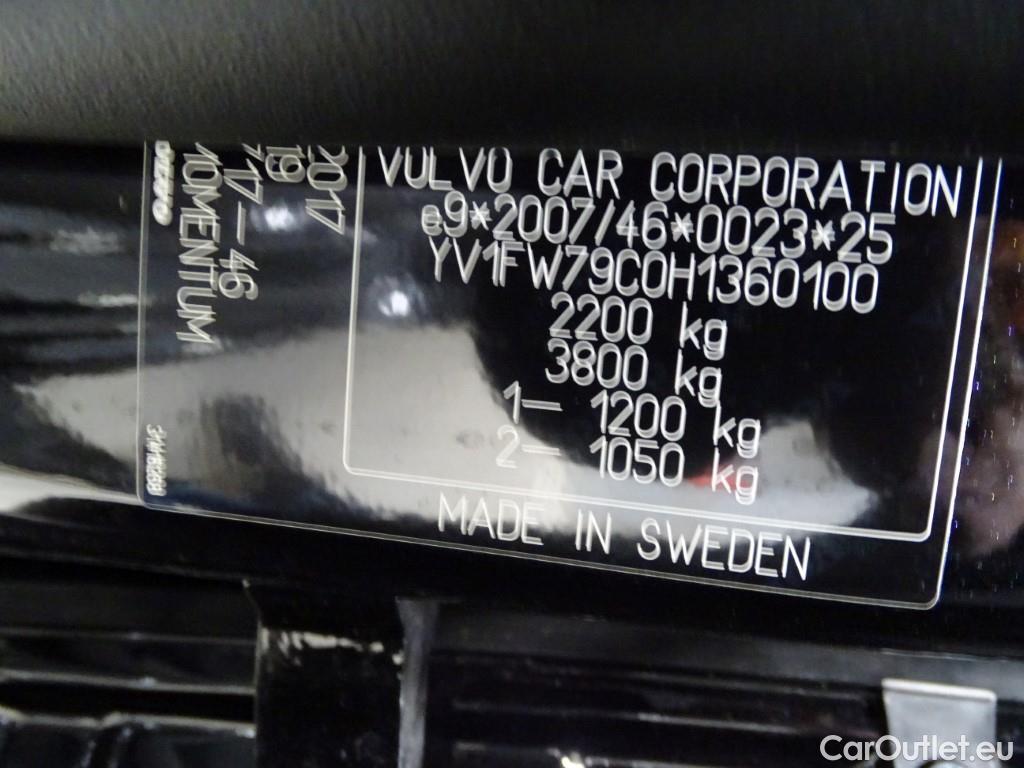 VOLVO CAR CORPORATION
e9*2007/46*0023*25
YV1FW79C0H1360100
2200 kg
3800 kg
1- 1200 kg
2- 1050 kg
MADE IN SWEDEN
2017
19
717-46
MOMENTUM
CarOutlet.eu